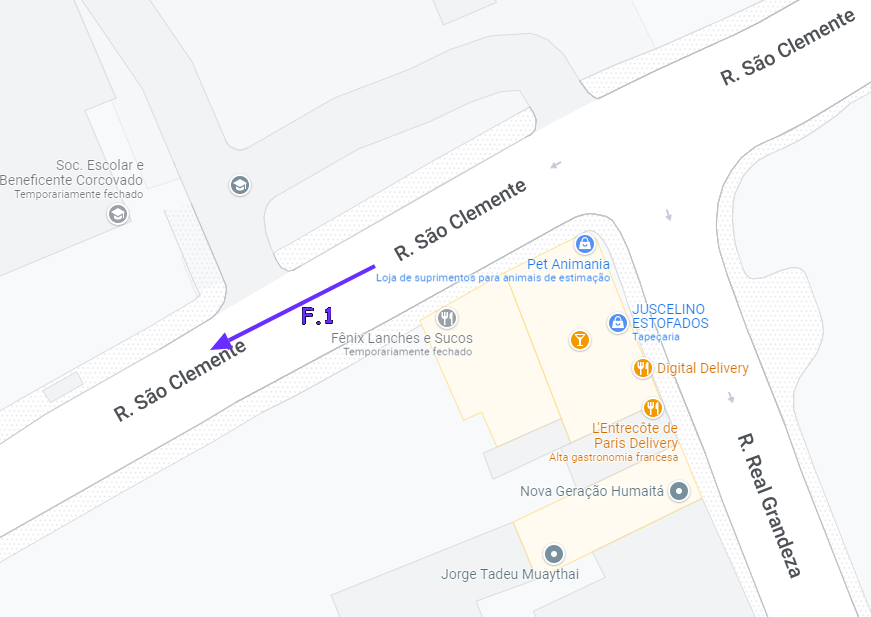 R. São Clemente
Soc. Escolar e
Beneficente Corcovado
Temporariamente fechado
R. São Clemente
Pet Animania
Loja de suprimentos para animais de estimação
F.1
JUSCELINO
ESTOFADOS
Tapeçaria
Fênix Lanches e Sucos
Temporariamente fechado
R. São Clemente
Digital Delivery
L'Entrecôte de
Paris Delivery
Alta gastronomia francesa
R. Real Grandeza
Nova Geração Humaitá
Jorge Tadeu Muaythai